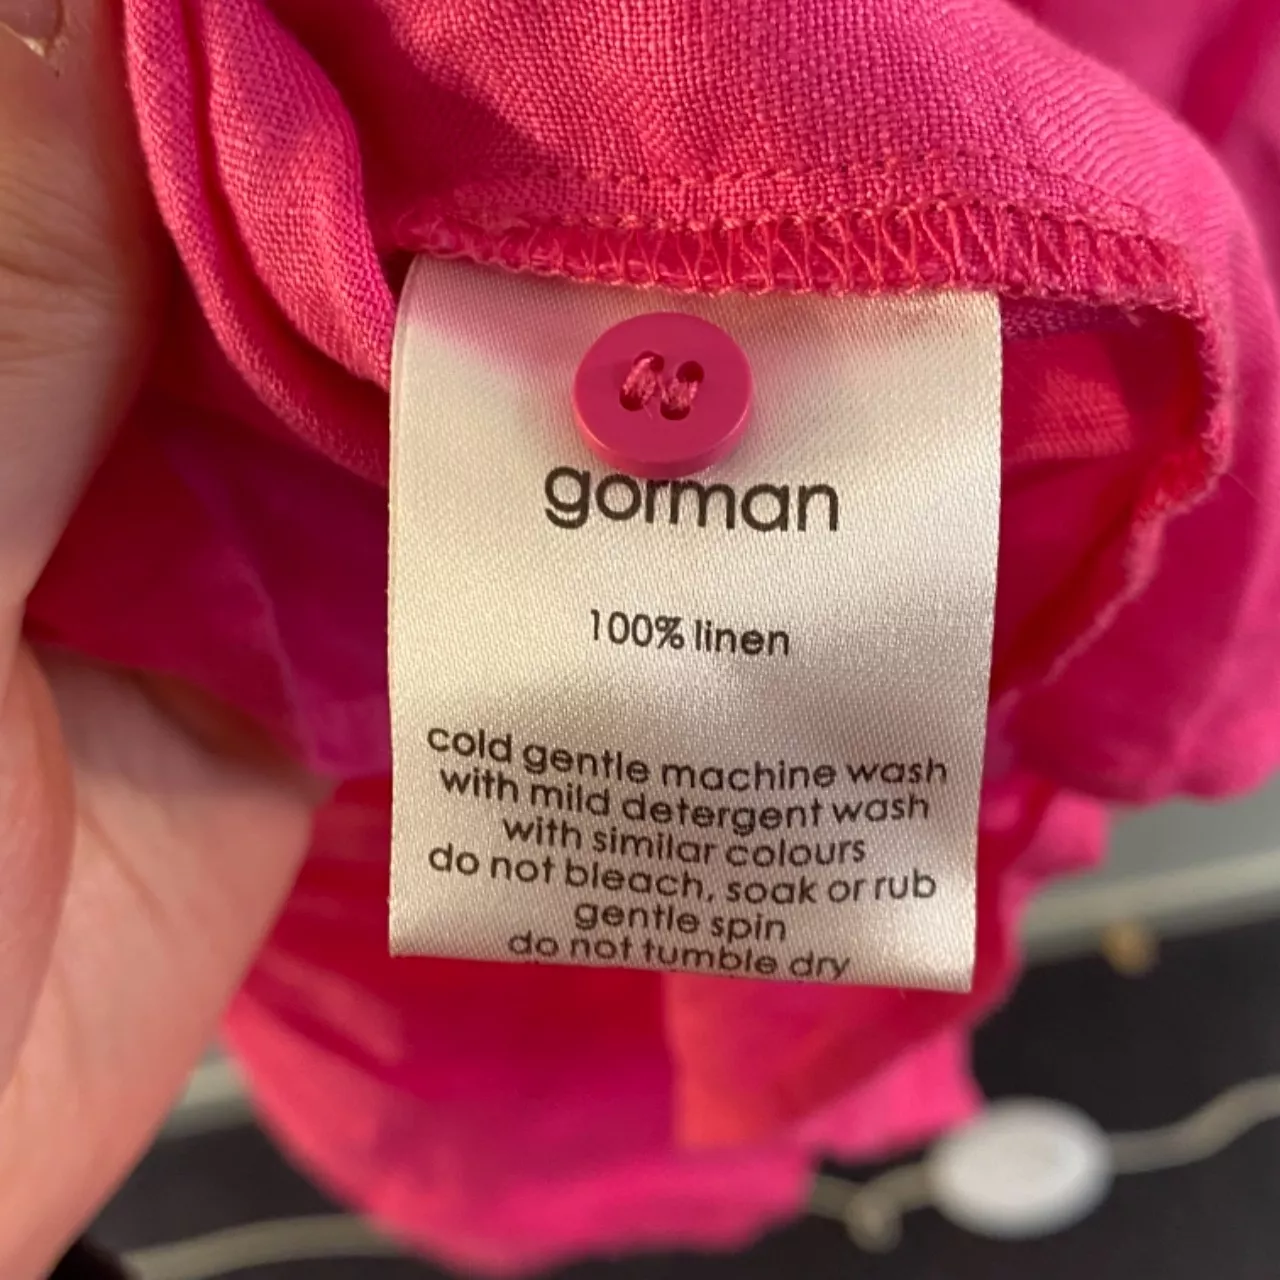 gorman
100% linen
cold gentle machine wash
with mild detergent wash
with similar colours
do not bleach, soak or rub
gentle spin
do not tumble dry